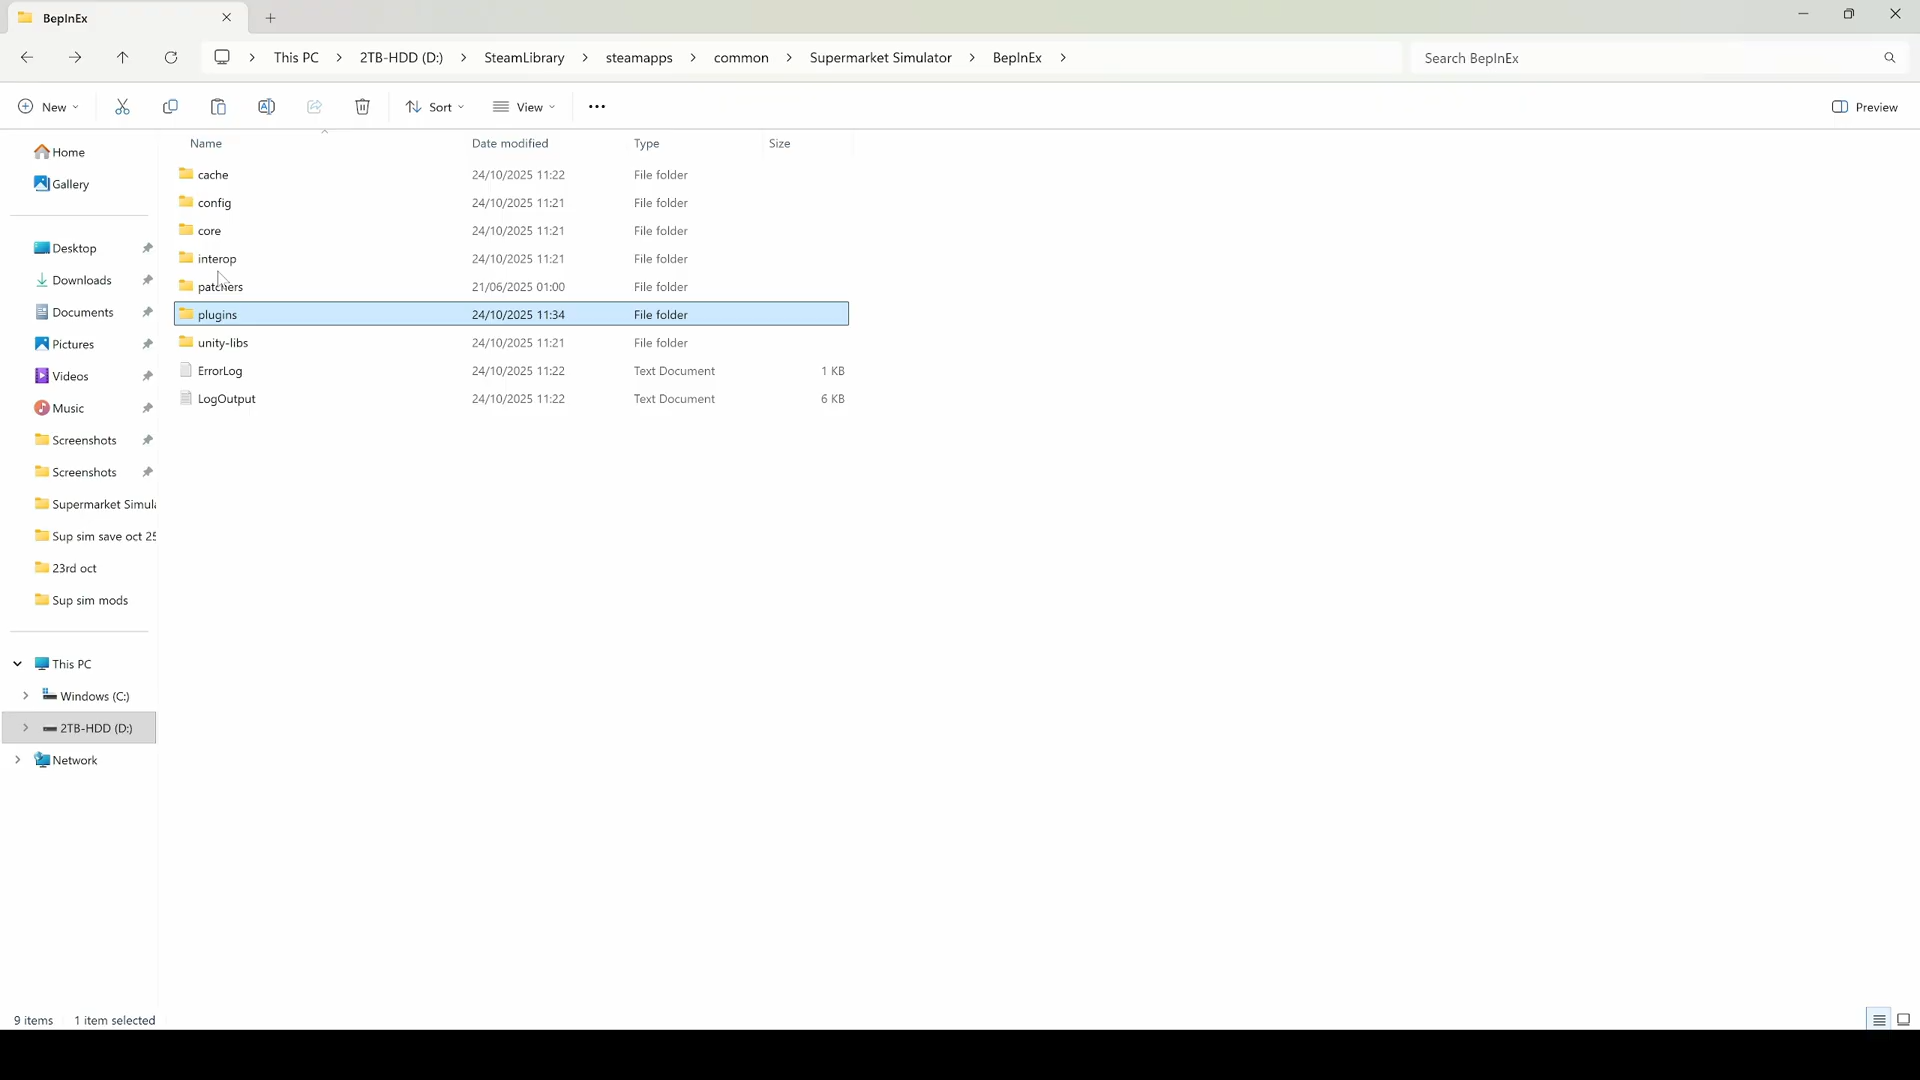 BepInEx
This PC
2TB-HDD (D:)
SteamLibrary
steamapps
common
Supermarket Simulator
BepInEx
Search BepInEx
New
Sort
View
Preview
Name
Date modified
Type
Size
cache 24/10/2025 11:22 File folder
config 24/10/2025 11:21 File folder
core 24/10/2025 11:21 File folder
interop 24/10/2025 11:21 File folder
patchers 21/06/2025 01:00 File folder
plugins 24/10/2025 11:34 File folder
unity-libs 24/10/2025 11:21 File folder
ErrorLog 24/10/2025 11:22 Text Document 1 KB
LogOutput 24/10/2025 11:22 Text Document 6 KB
Home
Gallery
Desktop
Downloads
Documents
Pictures
Videos
Music
Screenshots
Screenshots
Supermarket Simula
Sup sim save oct 25
23rd oct
Sup sim mods
This PC
Windows (C:)
2TB-HDD (D:)
Network
9 items
1 item selected